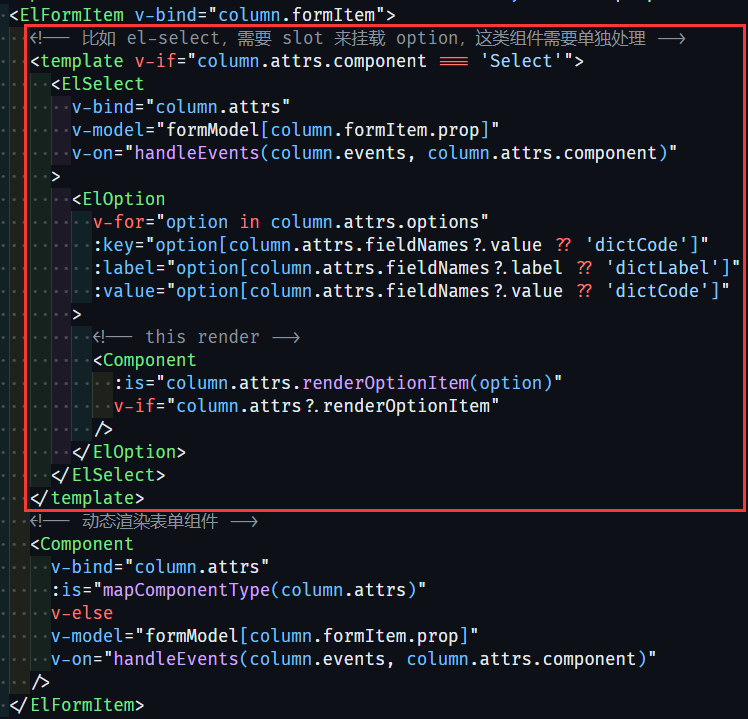 <ElFormItem v-bind="column.formItem">
<!-- 比如 el-select，需要 slot 来挂载 option，这类组件需要单独处理 -->
<template v-if="column.attrs.component === 'Select'">
<ElSelect
v-bind="column.attrs"
v-model="formModel[column.formItem.prop]"
v-on="handleEvents(column.events, column.attrs.component)"
>
<ElOption
v-for="option in column.attrs.options"
:key="option[column.attrs.fieldNames?.value ?? 'dictCode']"
:label="option[column.attrs.fieldNames?.label ?? 'dictLabel']"
:value="option[column.attrs.fieldNames?.value ?? 'dictCode']"
>
<!-- this render -->
<Component
:is="column.attrs.renderOptionItem(option)"
v-if="column.attrs?.renderOptionItem"
/>
</ElOption>
</ElSelect>
</template>
<!-- 动态渲染表单组件 -->
<Component
v-bind="column.attrs"
:is="mapComponentType(column.attrs)"
v-else
v-model="formModel[column.formItem.prop]"
v-on="handleEvents(column.events, column.attrs.component)"
/>
</ElFormItem>